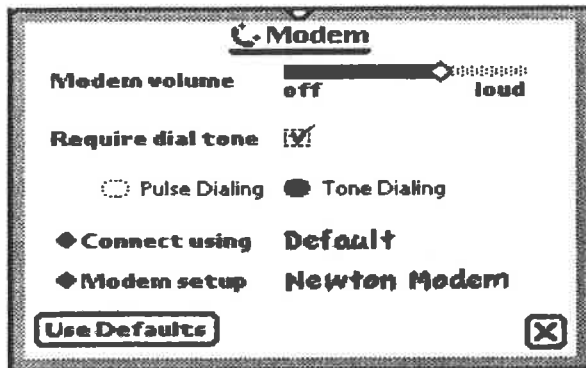 Modem
Modem volume
off loud
Require dial tone
Pulse Dialing Tone Dialing
Connect using Default
Modem setup Newton Modem
Use Defaults